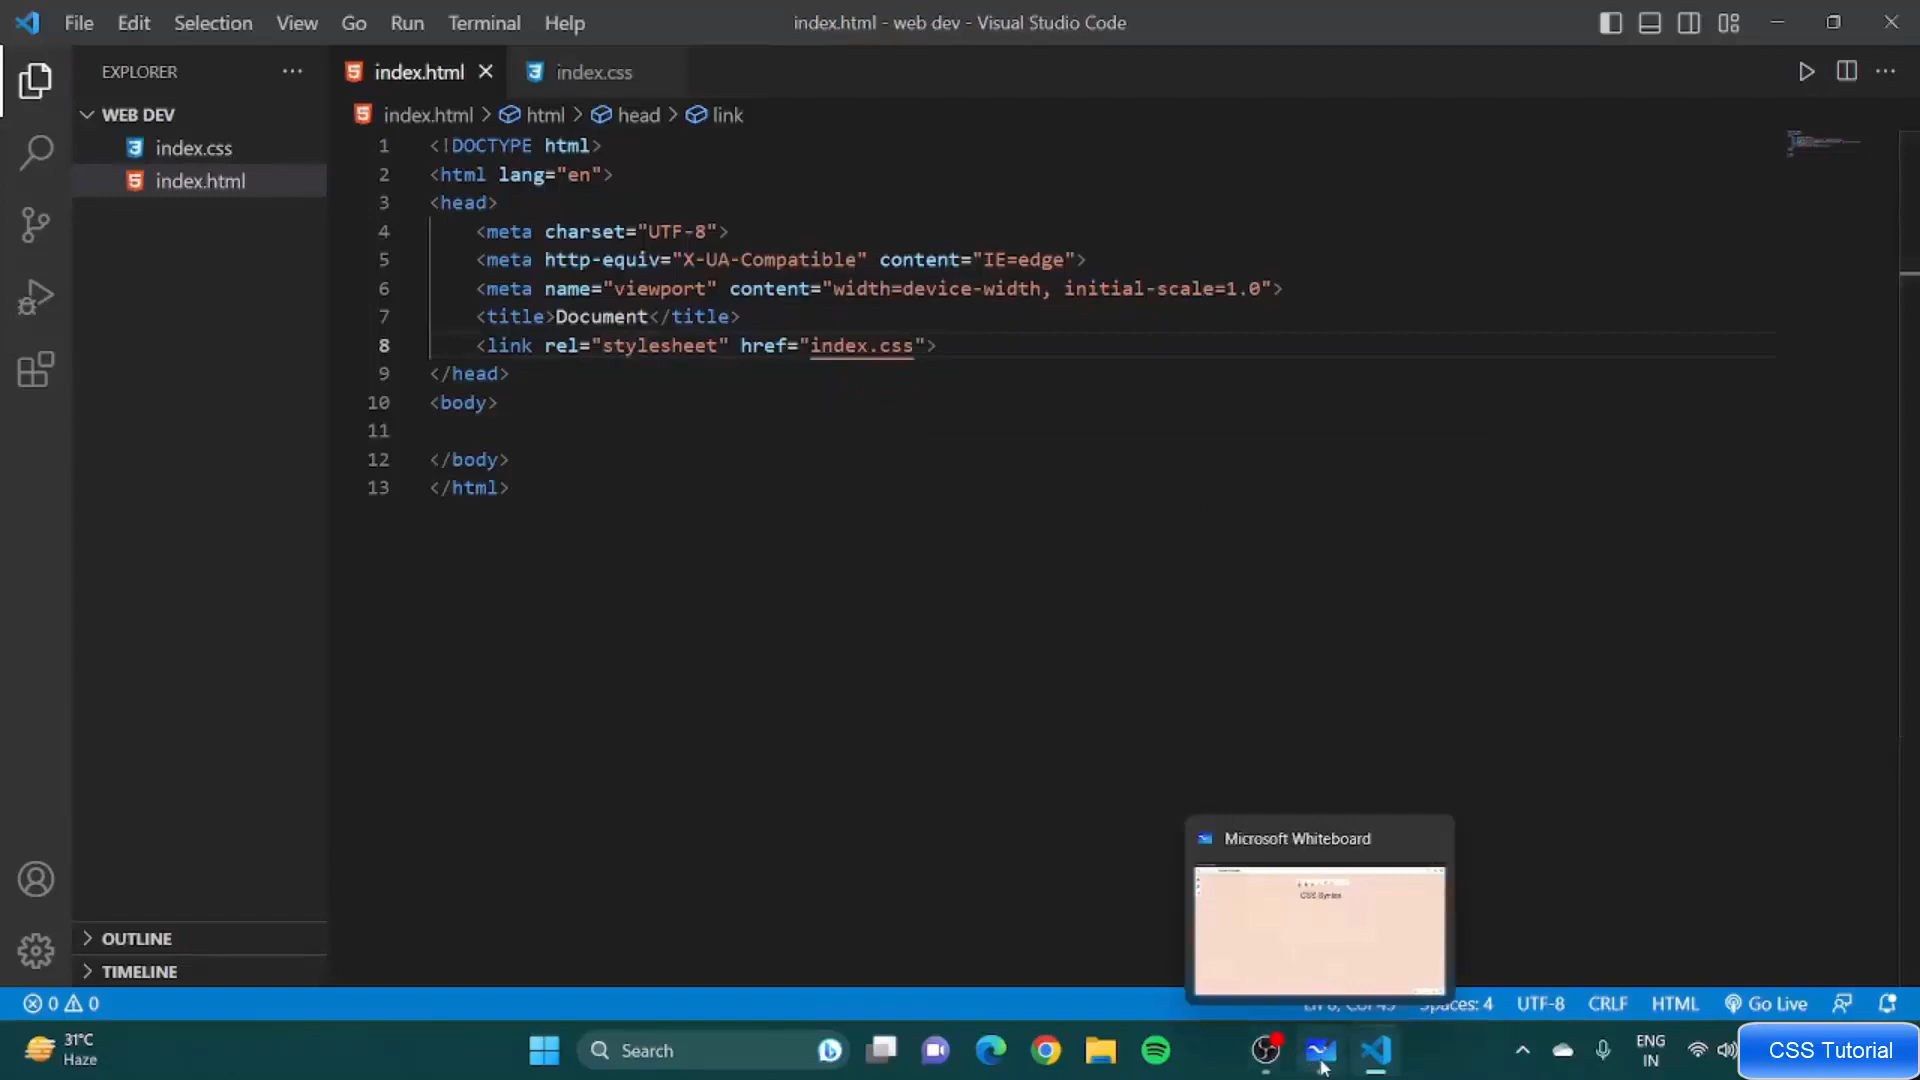 File Edit Selection View Go Run Terminal Help
index.html - web dev - Visual Studio Code
EXPLORER
WEB DEV
index.css
index.html
OUTLINE
TIMELINE
index.html index.css
index.html > html > head > link
1 <!DOCTYPE html>
2 <html lang="en">
3 <head>
4 <meta charset="UTF-8">
5 <meta http-equiv="X-UA-Compatible" content="IE=edge">
6 <meta name="viewport" content="width=device-width, initial-scale=1.0">
7 <title>Document</title>
8 <link rel="stylesheet" href="index.css">
9 </head>
10 <body>
11
12 </body>
13 </html>
Microsoft Whiteboard
CSS Syntax
0 0
Spaces: 4 UTF-8 CRLF HTML Go Live
31°C
Haze
Search
ENG
IN
CSS Tutorial